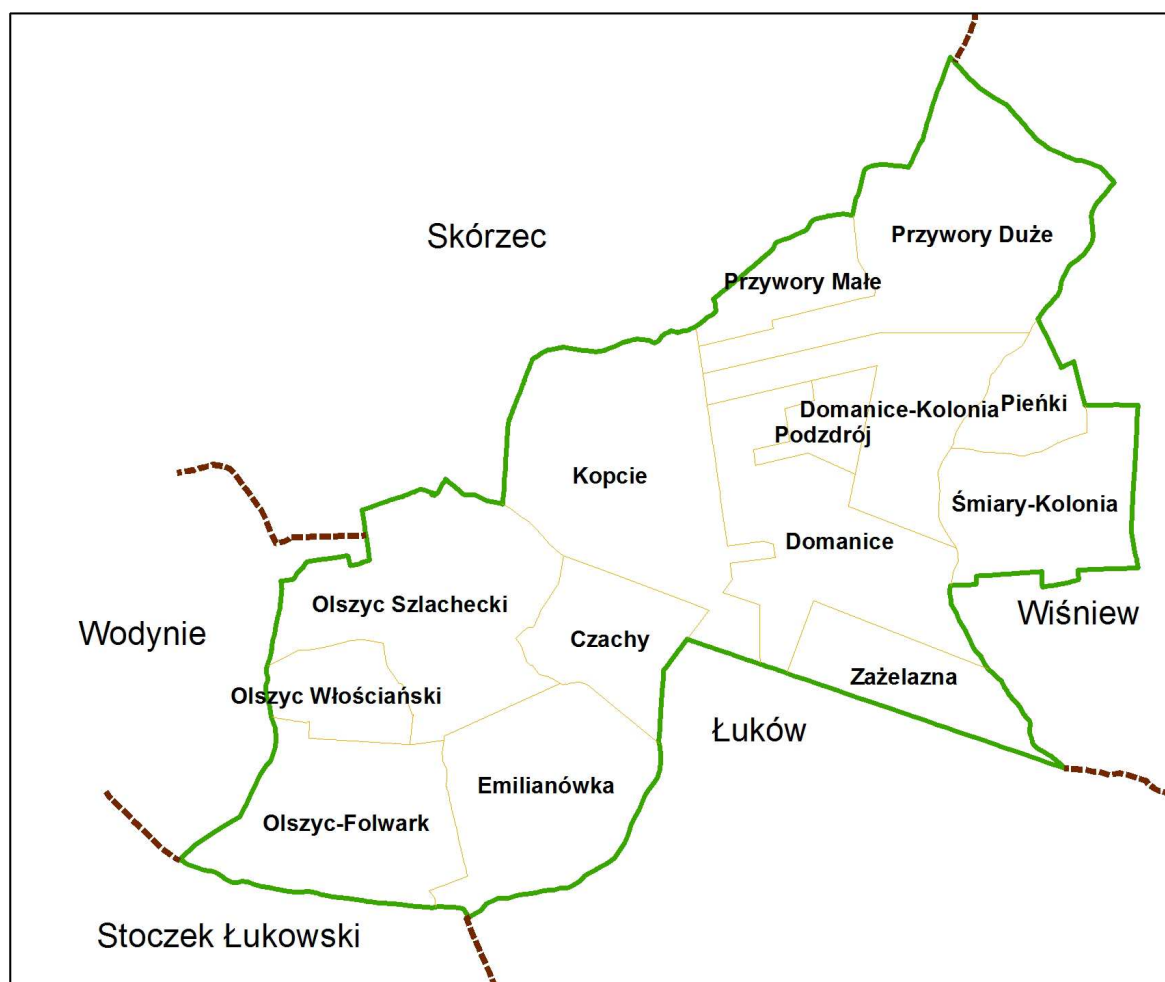 Skórzec
Przywory Duże
Przywory Małe
Domanice-Kolonia
Pieńki
Podzdrój
Kopcie
Śmiary-Kolonia
Domanice
Olszyc Szlachecki
Wiśniew
Wodynie
Czachy
Zażelazna
Olszyc Włościański
Łuków
Emilianówka
Olszyc-Folwark
Stoczek Łukowski